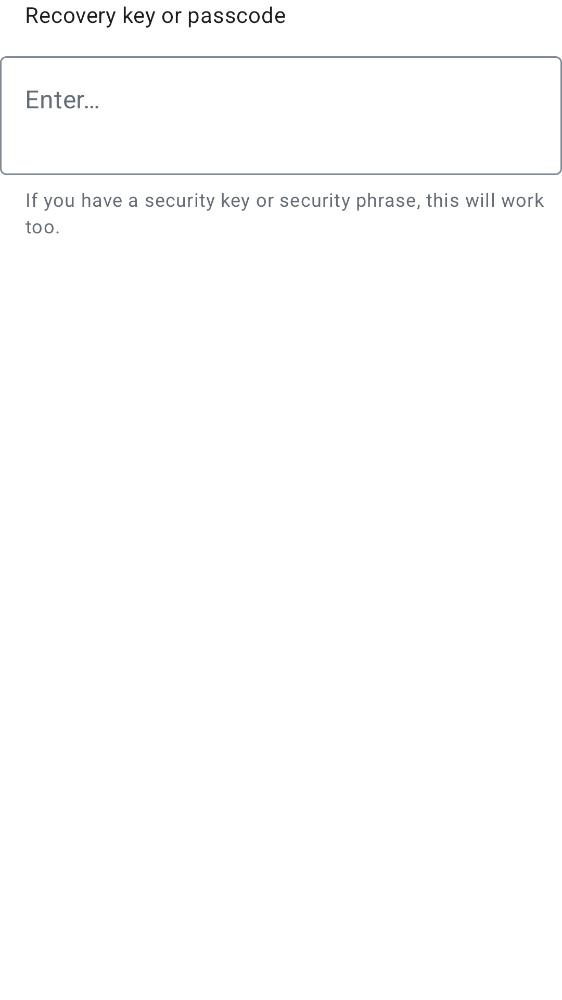 Recovery key or passcode
Enter…
If you have a security key or security phrase, this will work
too.